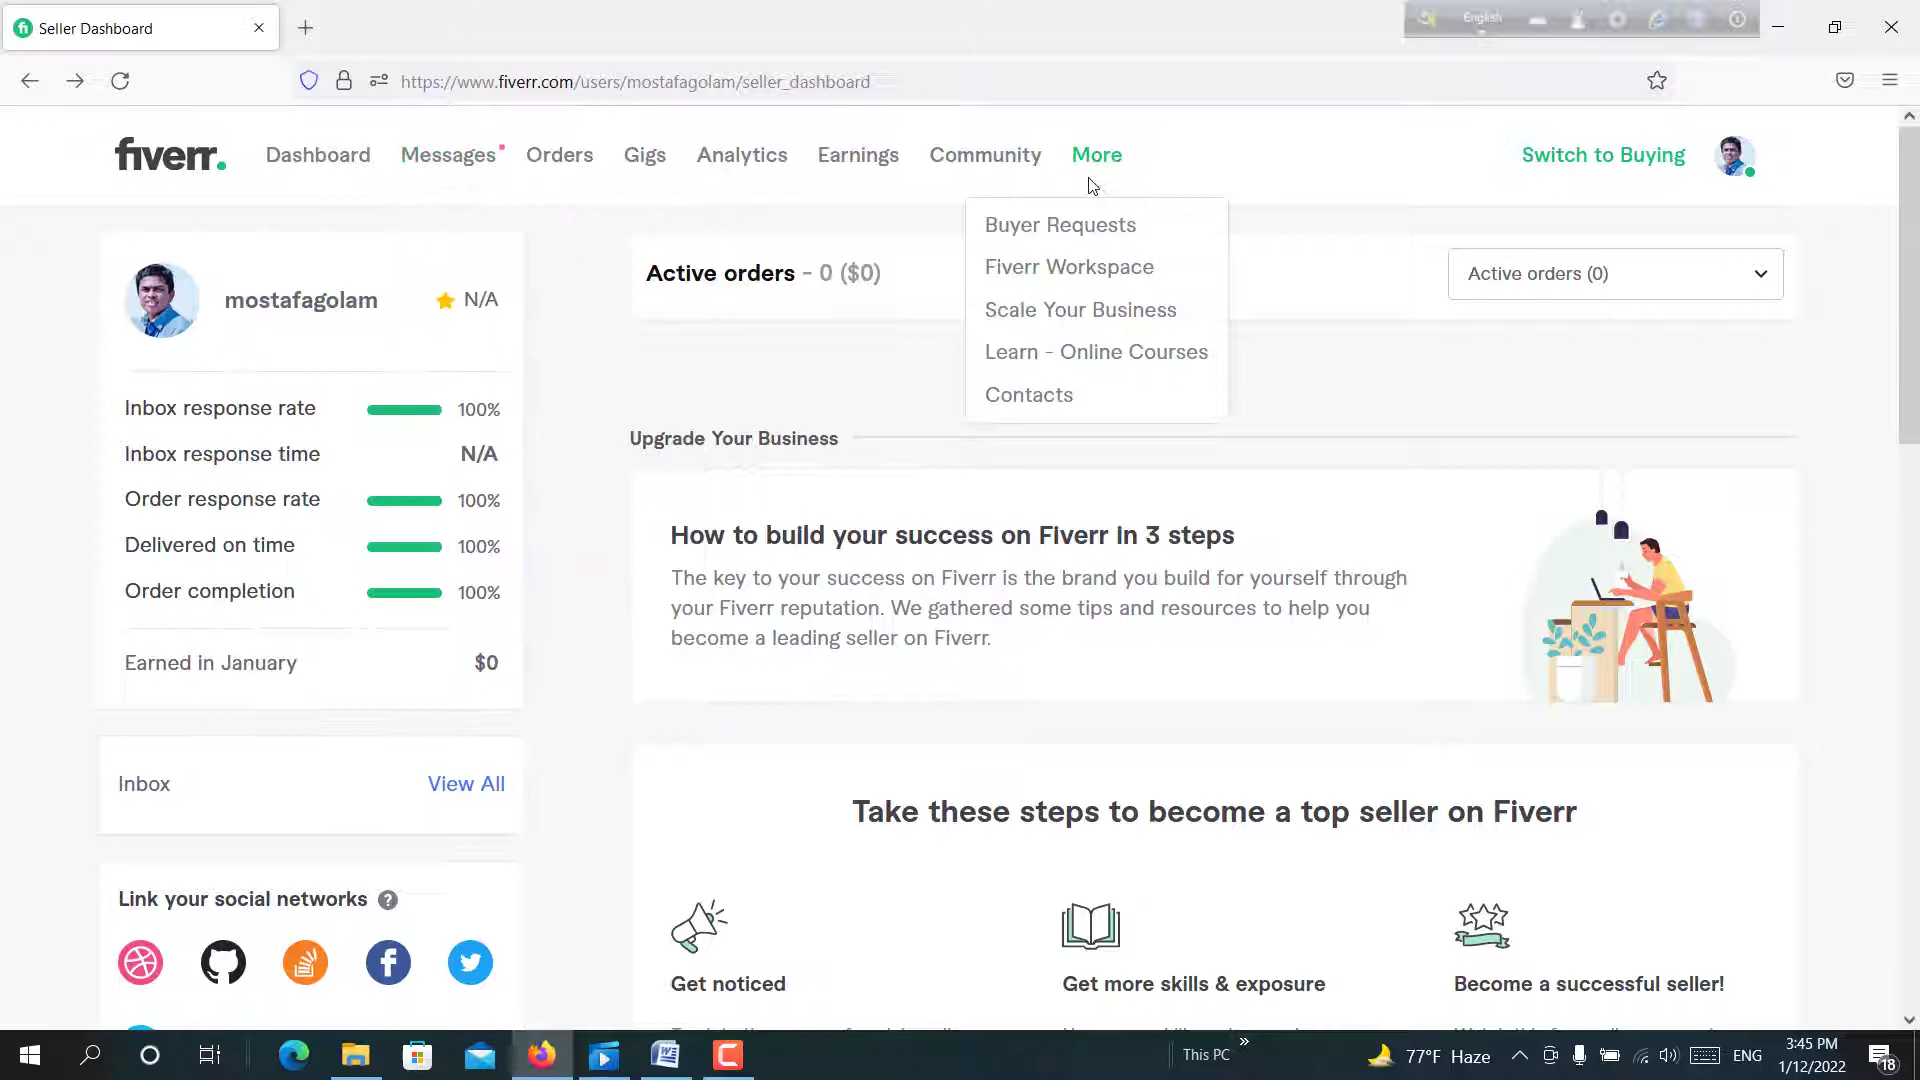 Seller Dashboard
English
https://www.fiverr.com/users/mostafagolam/seller_dashboard
fiverr.
Dashboard
Messages
Orders
Gigs
Analytics
Earnings
Community
More
Switch to Buying
Buyer Requests
Fiverr Workspace
Scale Your Business
Learn - Online Courses
Contacts
mostafagolam
N/A
Inbox response rate 100%
Inbox response time N/A
Order response rate 100%
Delivered on time 100%
Order completion 100%
Earned in January $0
Inbox View All
Link your social networks ?
Active orders - 0 ($0)
Active orders (0)
Upgrade Your Business
How to build your success on Fiverr in 3 steps
The key to your success on Fiverr is the brand you build for yourself through
your Fiverr reputation. We gathered some tips and resources to help you
become a leading seller on Fiverr.
Take these steps to become a top seller on Fiverr
Get noticed
Get more skills & exposure
Become a successful seller!
This PC
77°F Haze
ENG
3:45 PM
1/12/2022
18